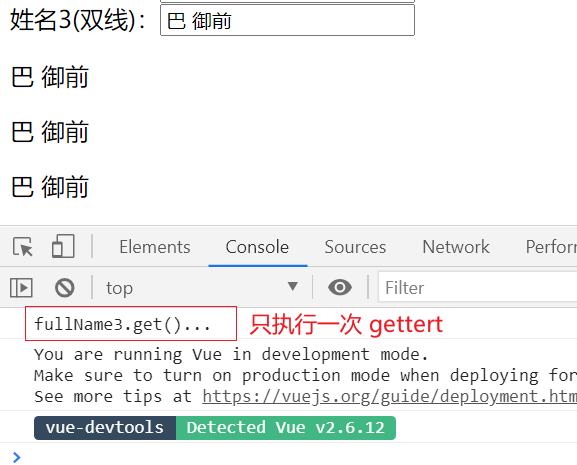 姓名3(双线)：巴 御前
巴 御前
巴 御前
巴 御前
Elements Console Sources Network Perforn
top Filter
fullName3.get()... 只执行一次 gettert
You are running Vue in development mode.
Make sure to turn on production mode when deploying for
See more tips at https://vuejs.org/guide/deployment.htm
vue-devtools Detected Vue v2.6.12